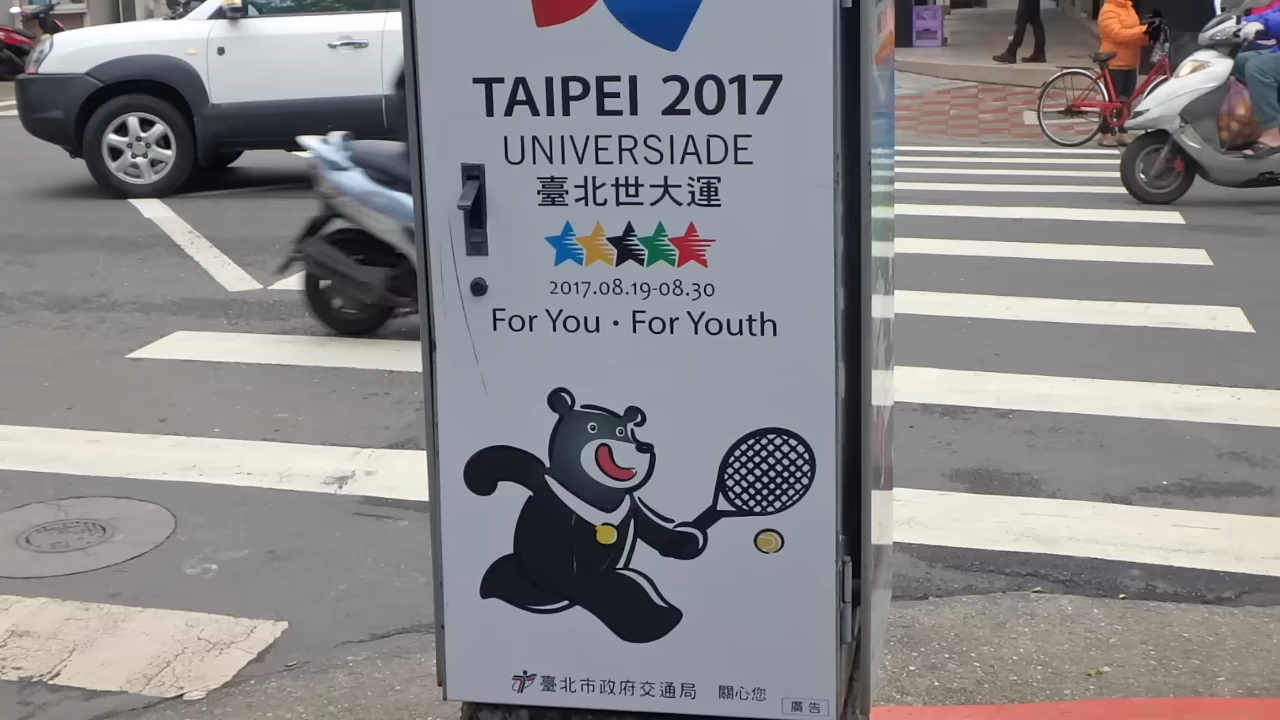 TAIPEI 2017
UNIVERSIADE
臺北世大運
2017.08.19-08.30
For You · For Youth
臺北市政府交通局 關心您
廣告